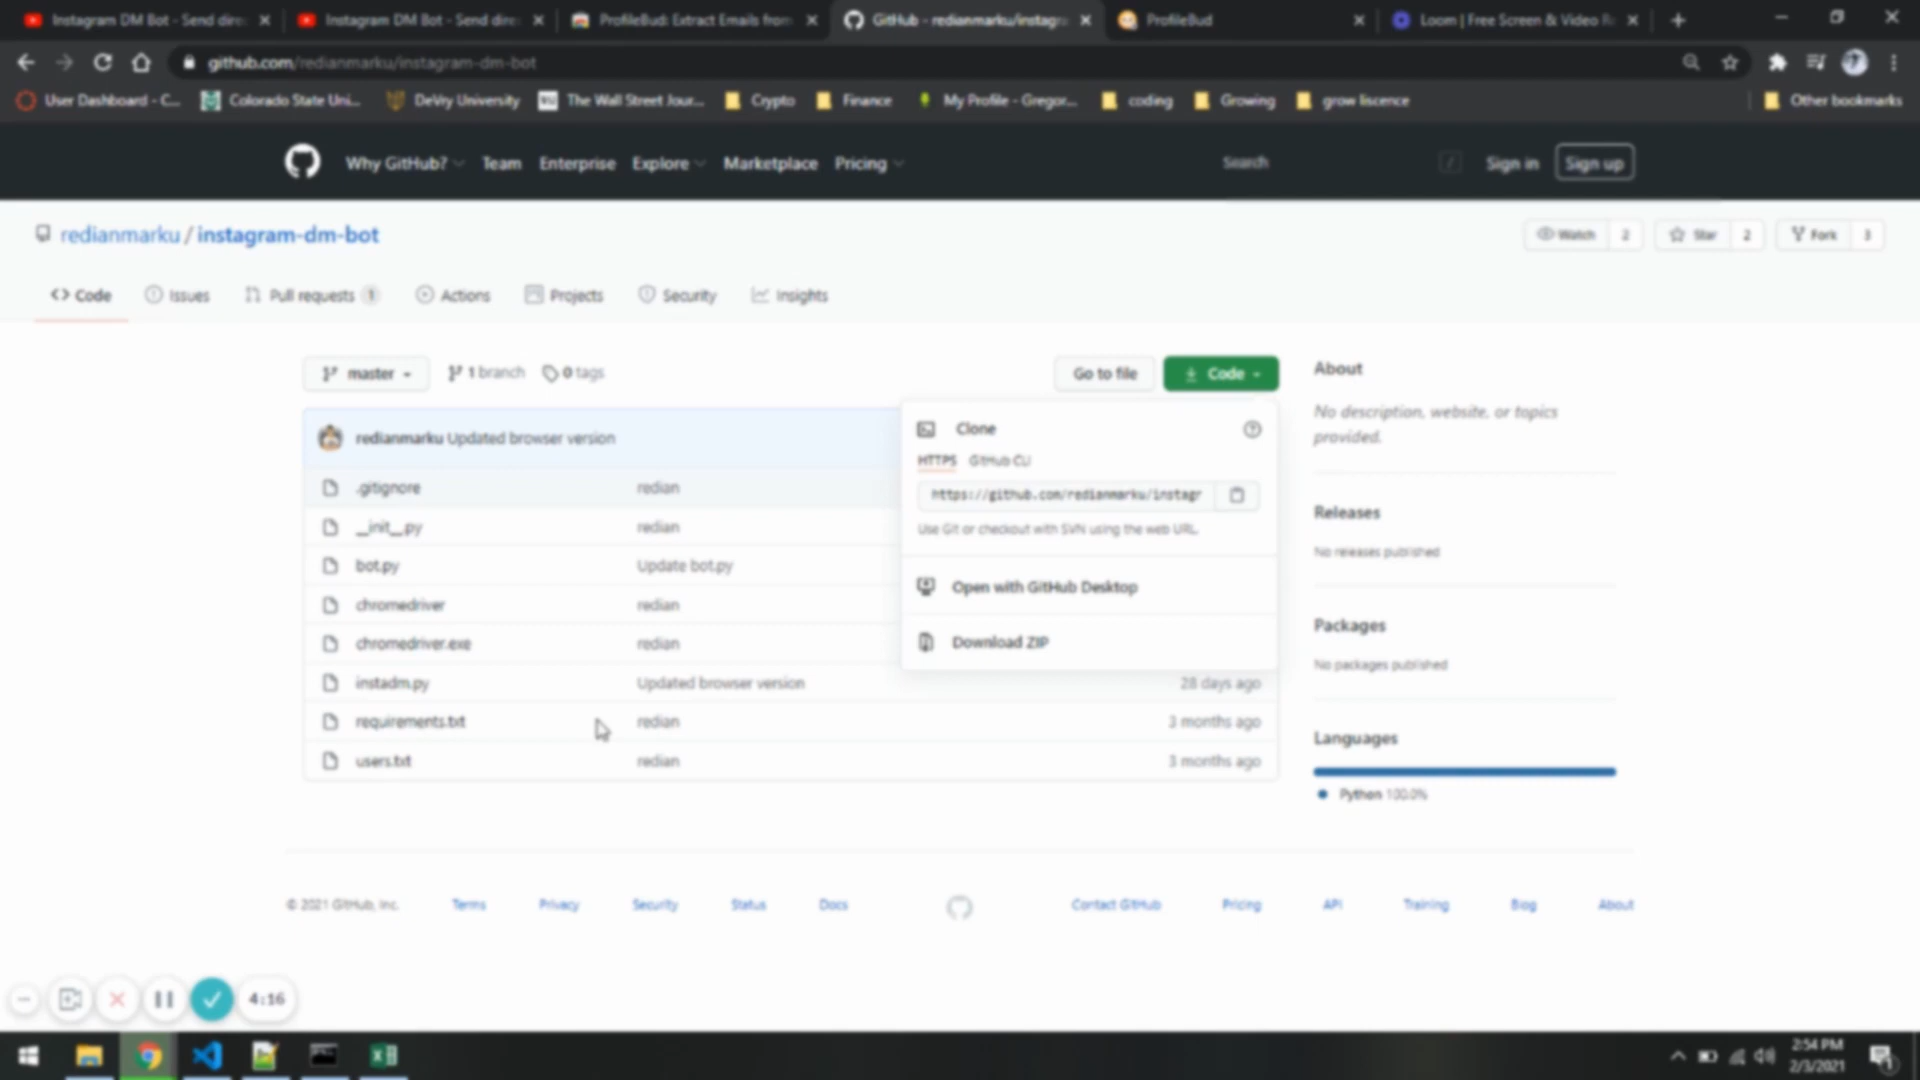 Instagram DM Bot - Send direc
Instagram DM Bot - Send direc
ProfileBud: Extract Emails from
GitHub - redianmarku/instagra
ProfileBud
Loom | Free Screen & Video Re
github.com/redianmarku/instagram-dm-bot
User Dashboard - C...
Colorado State Uni...
DeVry University
The Wall Street Jour...
Crypto
Finance
My Profile - Gregor...
coding
Growing
grow liscence
Other bookmarks
Why GitHub?
Team
Enterprise
Explore
Marketplace
Pricing
Search
/
Sign in
Sign up
redianmarku / instagram-dm-bot
Watch 2
Star 2
Fork 3
Code
Issues
Pull requests 1
Actions
Projects
Security
Insights
master
1 branch
0 tags
Go to file
Code
redianmarku Updated browser version
.gitignore redian
__init__.py redian
bot.py Update bot.py
chromedriver redian
chromedriver.exe redian
instadm.py Updated browser version 28 days ago
requirements.txt redian 3 months ago
users.txt redian 3 months ago
Clone
HTTPS GitHub CLI
https://github.com/redianmarku/instagr
Use Git or checkout with SVN using the web URL.
Open with GitHub Desktop
Download ZIP
About
No description, website, or topics
provided.
Releases
No releases published
Packages
No packages published
Languages
Python 100.0%
© 2021 GitHub, Inc.
Terms
Privacy
Security
Status
Docs
Contact GitHub
Pricing
API
Training
Blog
About
4:16
2:54 PM
2/3/2021